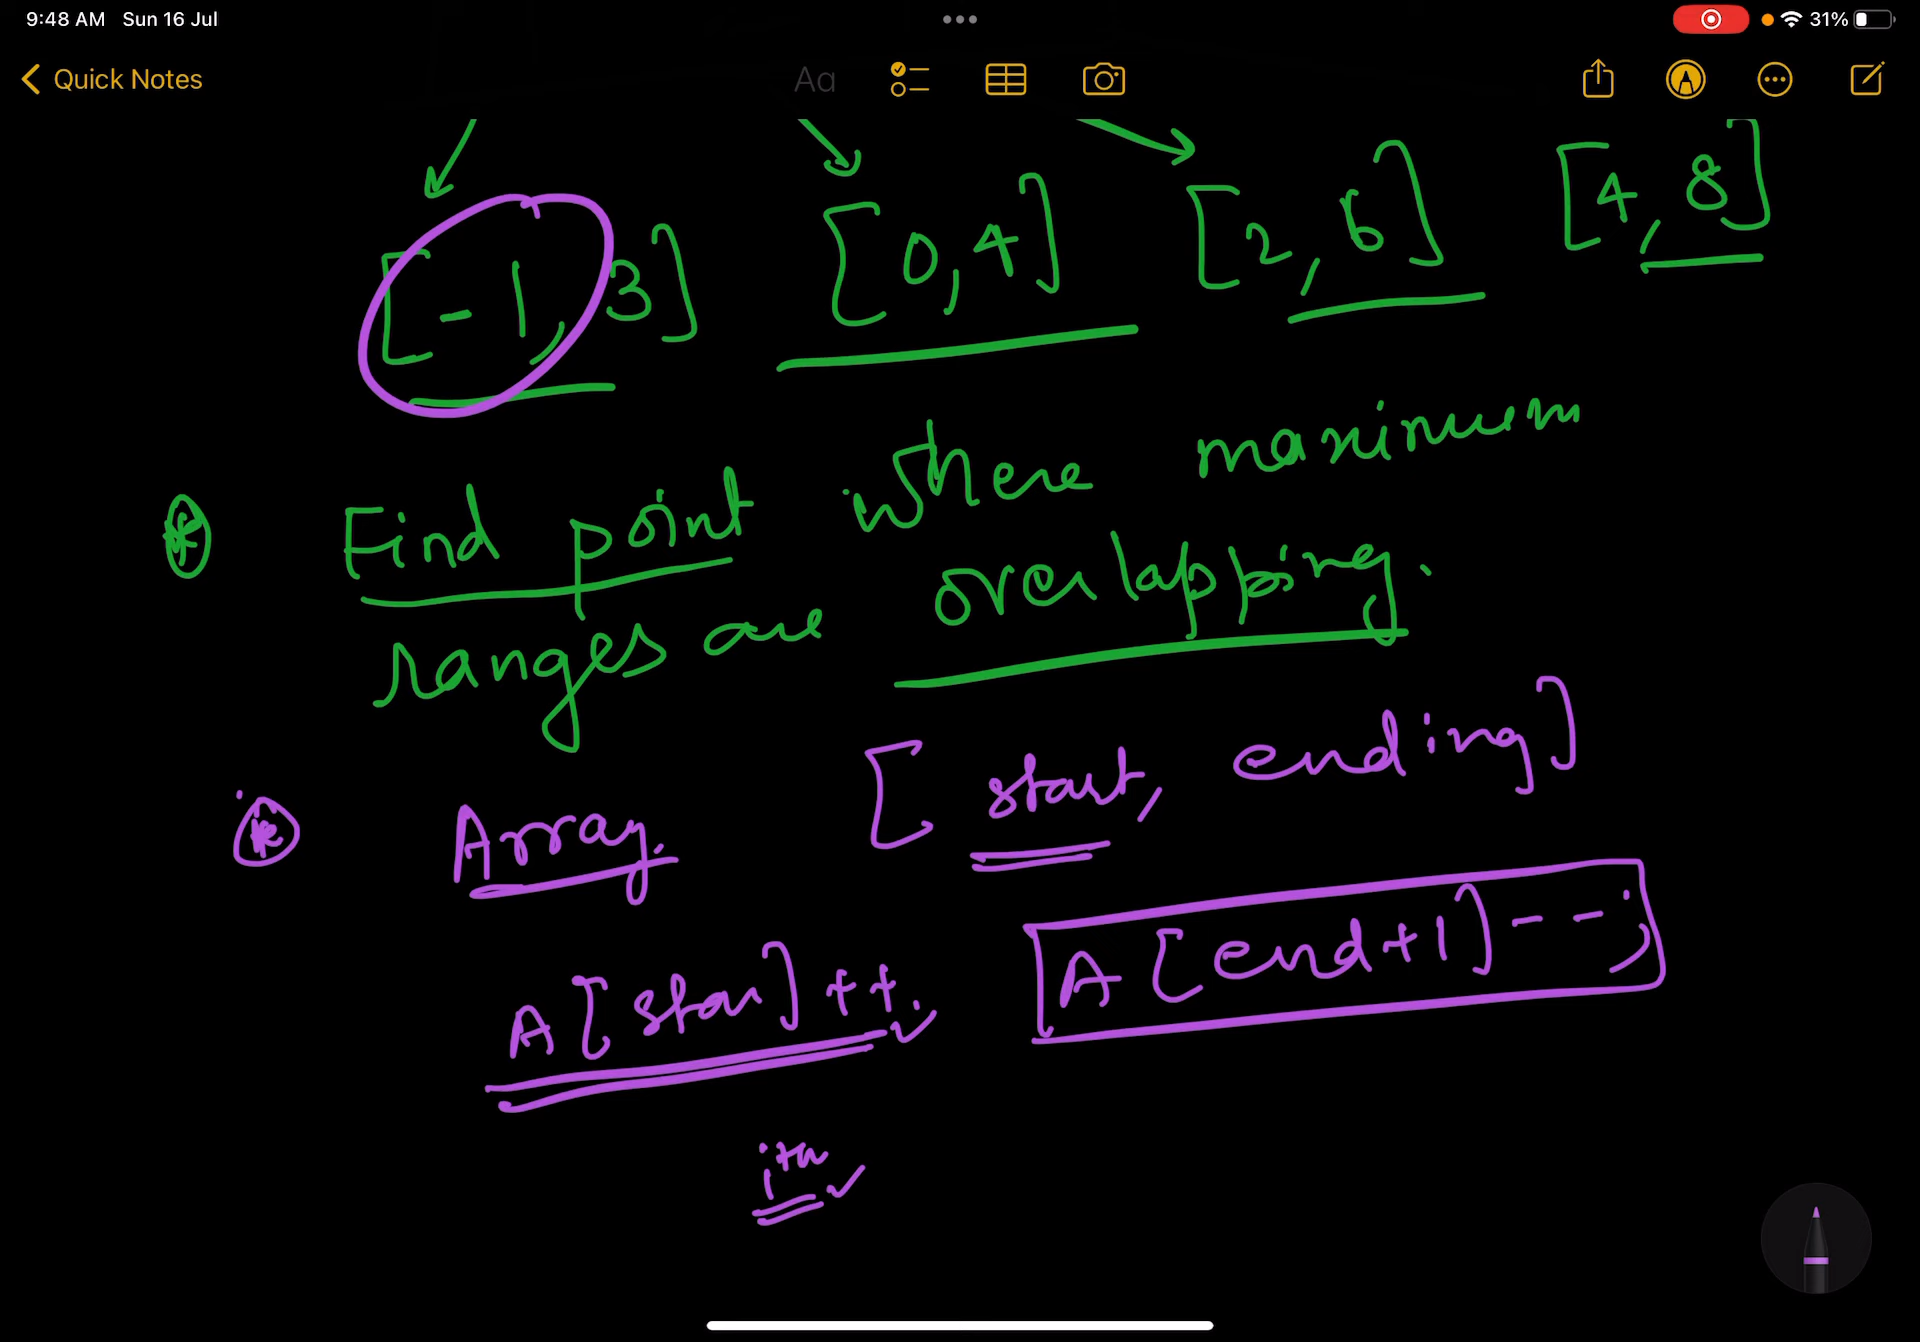 9:48 AM Sun 16 Jul
31%
Quick Notes
Aa
[-1, 3] [0,4] [2,6] [4, 8]
Find point where maximum
ranges are overlapping.
Array. [start, ending]
A[star]++; A[end+1]--;
ith